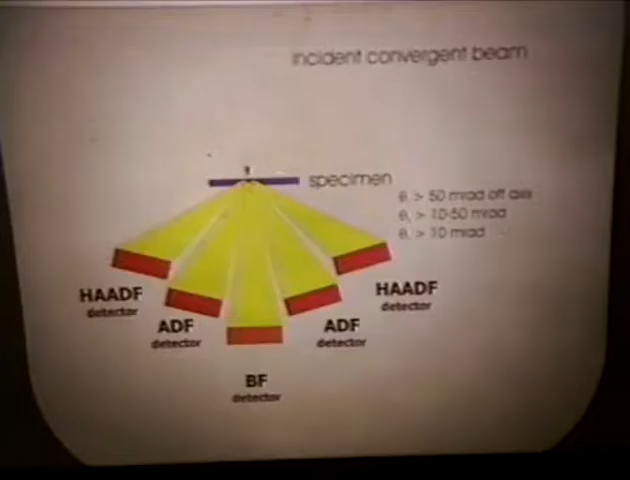 incident convergent beam
specimen
θ, > 50 mrad off axis
θ, > 10-50 mrad
θ, > 10 mrad
HAADF
detector
ADF
detector
BF
detector
ADF
detector
HAADF
detector